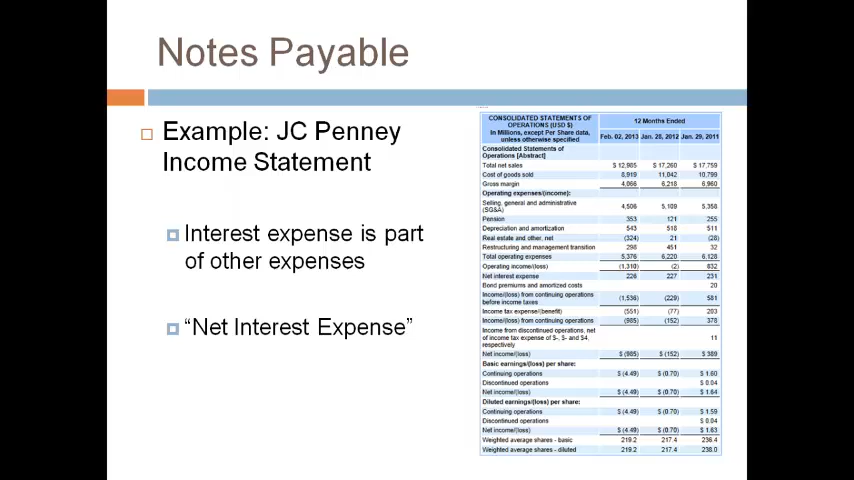 Notes Payable
Example: JC Penney
Income Statement
Interest expense is part
of other expenses
“Net Interest Expense”
CONSOLIDATED STATEMENTS OF
OPERATIONS (USD $)
In Millions, except Per Share data,
unless otherwise specified
12 Months Ended
Feb. 02, 2013 Jan. 28, 2012 Jan. 29, 2011
Consolidated Statements of
Operations [Abstract]
Total net sales $ 12,985 $ 17,260 $ 17,759
Cost of goods sold 8,919 11,042 10,799
Gross margin 4,066 6,218 6,960
Operating expenses/(income):
Selling, general and administrative
(SG&A) 4,506 5,109 5,358
Pension 353 121 255
Depreciation and amortization 543 518 511
Real estate and other, net (324) 21 (28)
Restructuring and management transition 298 451 32
Total operating expenses 5,376 6,220 6,128
Operating income/(loss) (1,310) (2) 832
Net interest expense 226 227 231
Bond premiums and amortized costs 20
Income/(loss) from continuing operations
before income taxes (1,536) (229) 581
Income tax expense/(benefit) (551) (77) 203
Income/(loss) from continuing operations (985) (152) 378
Income from discontinued operations, net
of income tax expense of $-, $- and $4,
respectively 11
Net income/(loss) $ (985) $ (152) $ 389
Basic earnings/(loss) per share:
Continuing operations $ (4.49) $ (0.70) $ 1.60
Discontinued operations $ 0.04
Net income/(loss) $ (4.49) $ (0.70) $ 1.64
Diluted earnings/(loss) per share:
Continuing operations $ (4.49) $ (0.70) $ 1.59
Discontinued operations $ 0.04
Net income/(loss) $ (4.49) $ (0.70) $ 1.63
Weighted average shares - basic 219.2 217.4 236.4
Weighted average shares - diluted 219.2 217.4 238.0